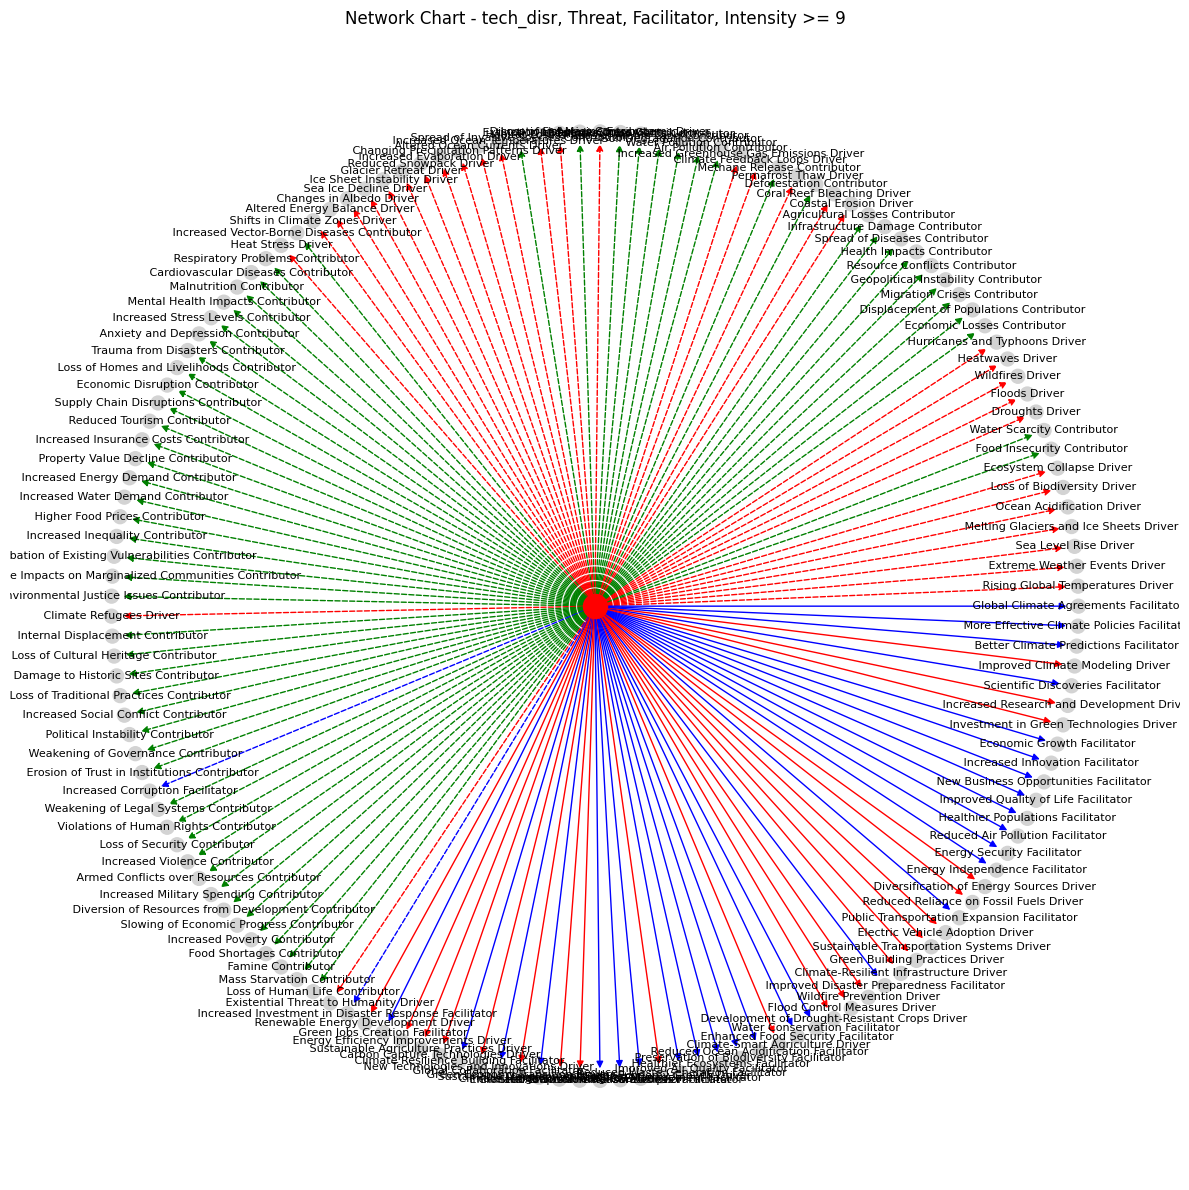 Network Chart - tech_disr, Threat, Facilitator, Intensity >= 9
Water Pollution Contributor
Air Pollution Contributor
Increased Greenhouse Gas Emissions Driver
Climate Feedback Loops Driver
Methane Release Contributor
Permafrost Thaw Driver
Deforestation Contributor
Coral Reef Bleaching Driver
Coastal Erosion Driver
Agricultural Losses Contributor
Infrastructure Damage Contributor
Spread of Diseases Contributor
Health Impacts Contributor
Resource Conflicts Contributor
Geopolitical Instability Contributor
Migration Crises Contributor
Displacement of Populations Contributor
Economic Losses Contributor
Hurricanes and Typhoons Driver
Heatwaves Driver
Wildfires Driver
Floods Driver
Droughts Driver
Water Scarcity Contributor
Food Insecurity Contributor
Ecosystem Collapse Driver
Loss of Biodiversity Driver
Ocean Acidification Driver
Melting Glaciers and Ice Sheets Driver
Sea Level Rise Driver
Extreme Weather Events Driver
Rising Global Temperatures Driver
Global Climate Agreements Facilitato
More Effective Climate Policies Facilitat
Better Climate Predictions Facilitator
Improved Climate Modeling Driver
Scientific Discoveries Facilitator
Increased Research and Development Driv
Investment in Green Technologies Driver
Economic Growth Facilitator
Increased Innovation Facilitator
New Business Opportunities Facilitator
Improved Quality of Life Facilitator
Healthier Populations Facilitator
Reduced Air Pollution Facilitator
Energy Security Facilitator
Energy Independence Facilitator
Diversification of Energy Sources Driver
Reduced Reliance on Fossil Fuels Driver
Public Transportation Expansion Facilitator
Electric Vehicle Adoption Driver
Sustainable Transportation Systems Driver
Green Building Practices Driver
Climate-Resilient Infrastructure Driver
Improved Disaster Preparedness Facilitator
Wildfire Prevention Driver
Flood Control Measures Driver
Development of Drought-Resistant Crops Driver
Water Conservation Facilitator
Enhanced Food Security Facilitator
Climate-Smart Agriculture Driver
Reduced Ocean Acidification Facilitator
Preservation of Biodiversity Facilitator
Healthier Ecosystems Facilitator
Improved Air Quality Facilitator
Increased Ocean Temperatures Driver
Altered Ocean Currents Driver
Changing Precipitation Patterns Driver
Increased Evaporation Driver
Reduced Snowpack Driver
Glacier Retreat Driver
Ice Sheet Instability Driver
Sea Ice Decline Driver
Changes in Albedo Driver
Altered Energy Balance Driver
Shifts in Climate Zones Driver
Increased Vector-Borne Diseases Contributor
Heat Stress Driver
Respiratory Problems Contributor
Cardiovascular Diseases Contributor
Malnutrition Contributor
Mental Health Impacts Contributor
Increased Stress Levels Contributor
Anxiety and Depression Contributor
Trauma from Disasters Contributor
Loss of Homes and Livelihoods Contributor
Economic Disruption Contributor
Supply Chain Disruptions Contributor
Reduced Tourism Contributor
Increased Insurance Costs Contributor
Property Value Decline Contributor
Increased Energy Demand Contributor
Increased Water Demand Contributor
Higher Food Prices Contributor
Increased Inequality Contributor
bation of Existing Vulnerabilities Contributor
e Impacts on Marginalized Communities Contributor
nvironmental Justice Issues Contributor
Climate Refugees Driver
Internal Displacement Contributor
Loss of Cultural Heritage Contributor
Damage to Historic Sites Contributor
Loss of Traditional Practices Contributor
Increased Social Conflict Contributor
Political Instability Contributor
Weakening of Governance Contributor
Erosion of Trust in Institutions Contributor
Increased Corruption Facilitator
Weakening of Legal Systems Contributor
Violations of Human Rights Contributor
Loss of Security Contributor
Increased Violence Contributor
Armed Conflicts over Resources Contributor
Increased Military Spending Contributor
Diversion of Resources from Development Contributor
Slowing of Economic Progress Contributor
Increased Poverty Contributor
Food Shortages Contributor
Famine Contributor
Mass Starvation Contributor
Loss of Human Life Contributor
Existential Threat to Humanity Driver
Increased Investment in Disaster Response Facilitator
Renewable Energy Development Driver
Green Jobs Creation Facilitator
Energy Efficiency Improvements Driver
Sustainable Agriculture Practices Driver
Carbon Capture Technologies Driver
Climate Resilience Building Facilitator
New Technologies and Innovations Driver